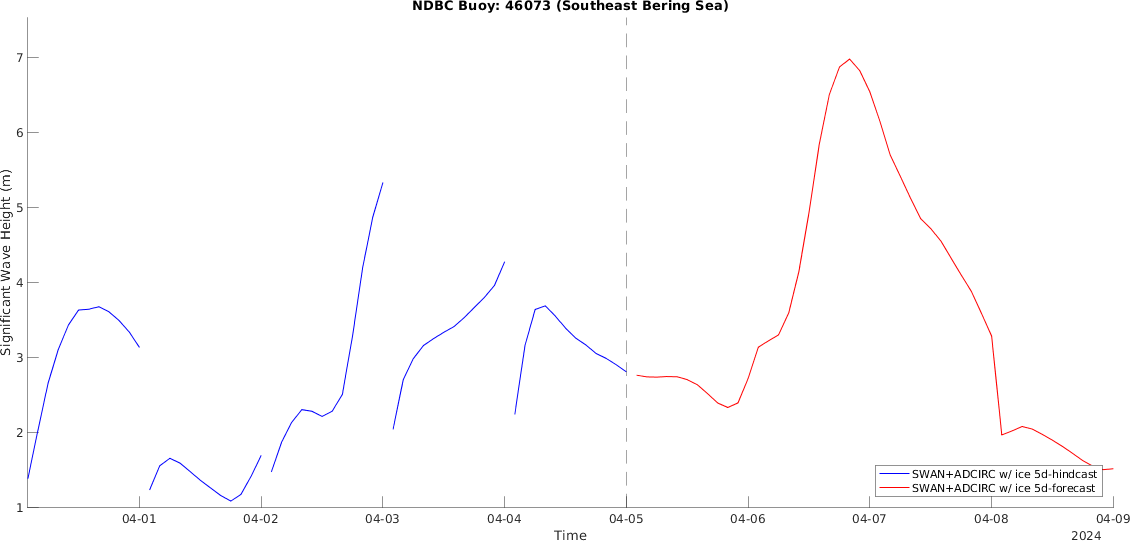 NDBC Buoy: 46073 (Southeast Bering Sea)
Significant Wave Height (m)
7
6
5
4
3
2
1
SWAN+ADCIRC w/ ice 5d-hindcast
SWAN+ADCIRC w/ ice 5d-forecast
04-01 04-02 04-03 04-04 04-05 04-06 04-07 04-08 04-09
Time
2024